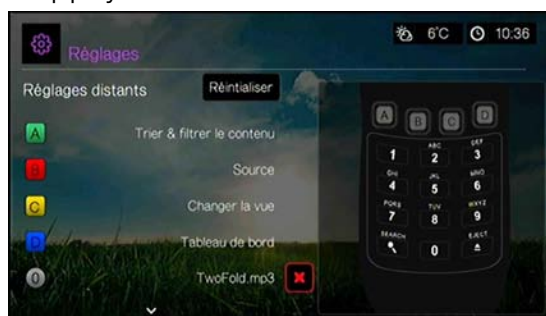 6°C 10:36
Réglages
Réglages distants Réintialiser
A Trier & filtrer le contenu
B Source
C Changer la vue
D Tableau de bord
0 TwoFold.mp3
A B C D
ABC DEF
1 2 3
GHI JKL MNO
4 5 6
PQRS TUV WXYZ
7 8 9
SEARCH EJECT
0